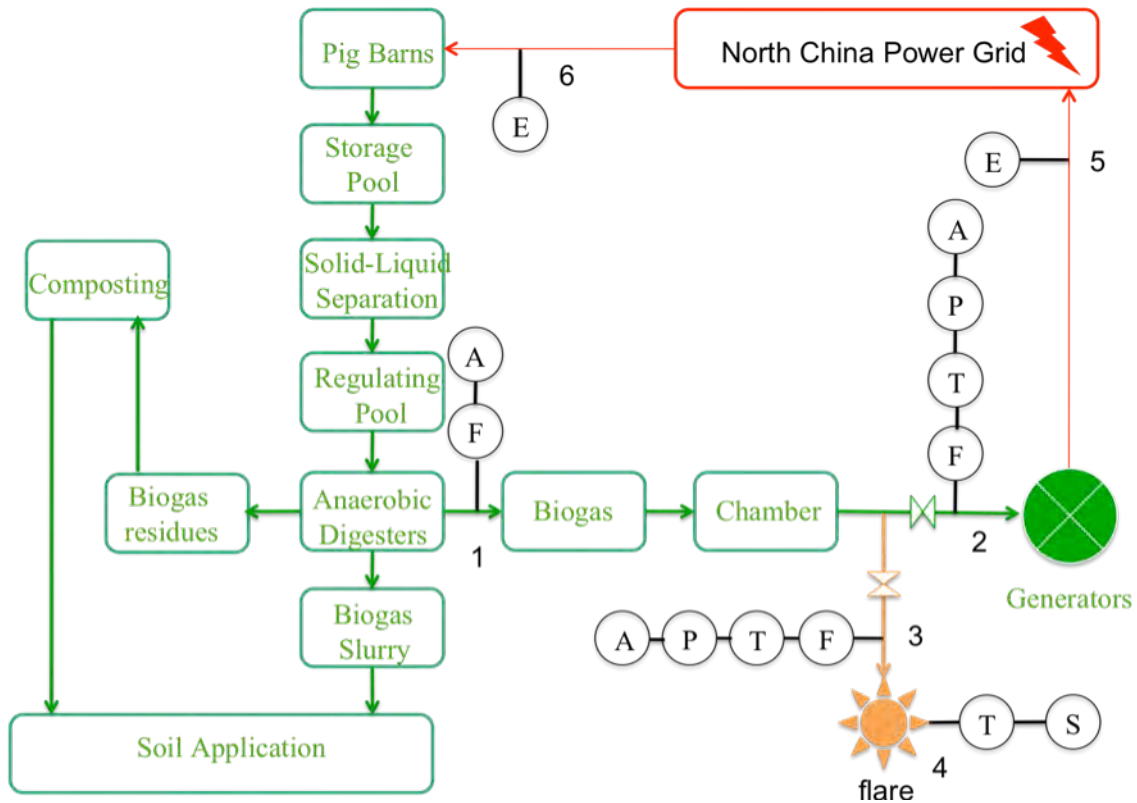 Pig Barns
6
North China Power Grid
E
Storage
Pool
E
5
A
P
T
F
Composting
Solid-Liquid
Separation
Regulating
Pool
A
F
Biogas
residues
Anaerobic
Digesters
1
Biogas
Chamber
2
Generators
Biogas
Slurry
A
P
T
F
3
Soil Application
T
S
4
flare